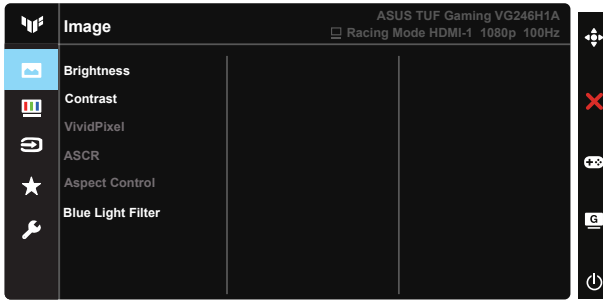 Image
ASUS TUF Gaming VG246H1A
Racing Mode HDMI-1 1080p 100Hz
Brightness
Contrast
VividPixel
ASCR
Aspect Control
Blue Light Filter
G